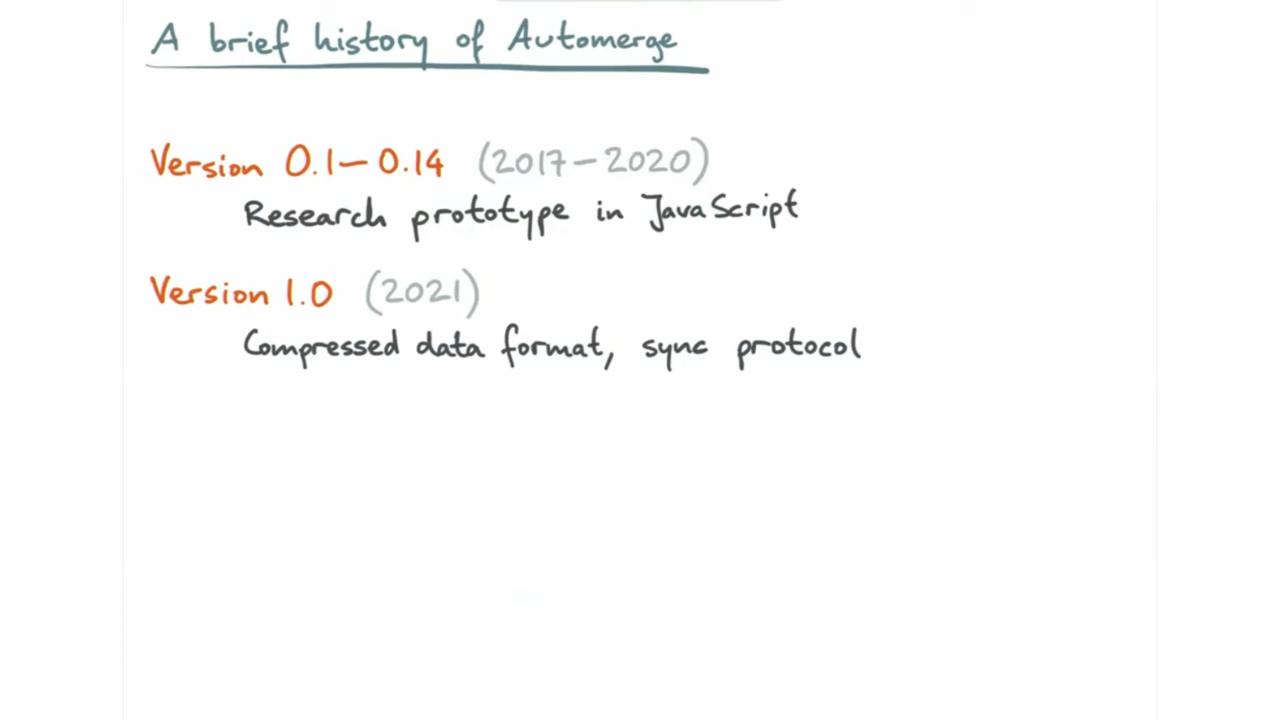 A brief history of Automerge
Version 0.1–0.14 (2017–2020)
Research prototype in JavaScript
Version 1.0 (2021)
Compressed data format, sync protocol